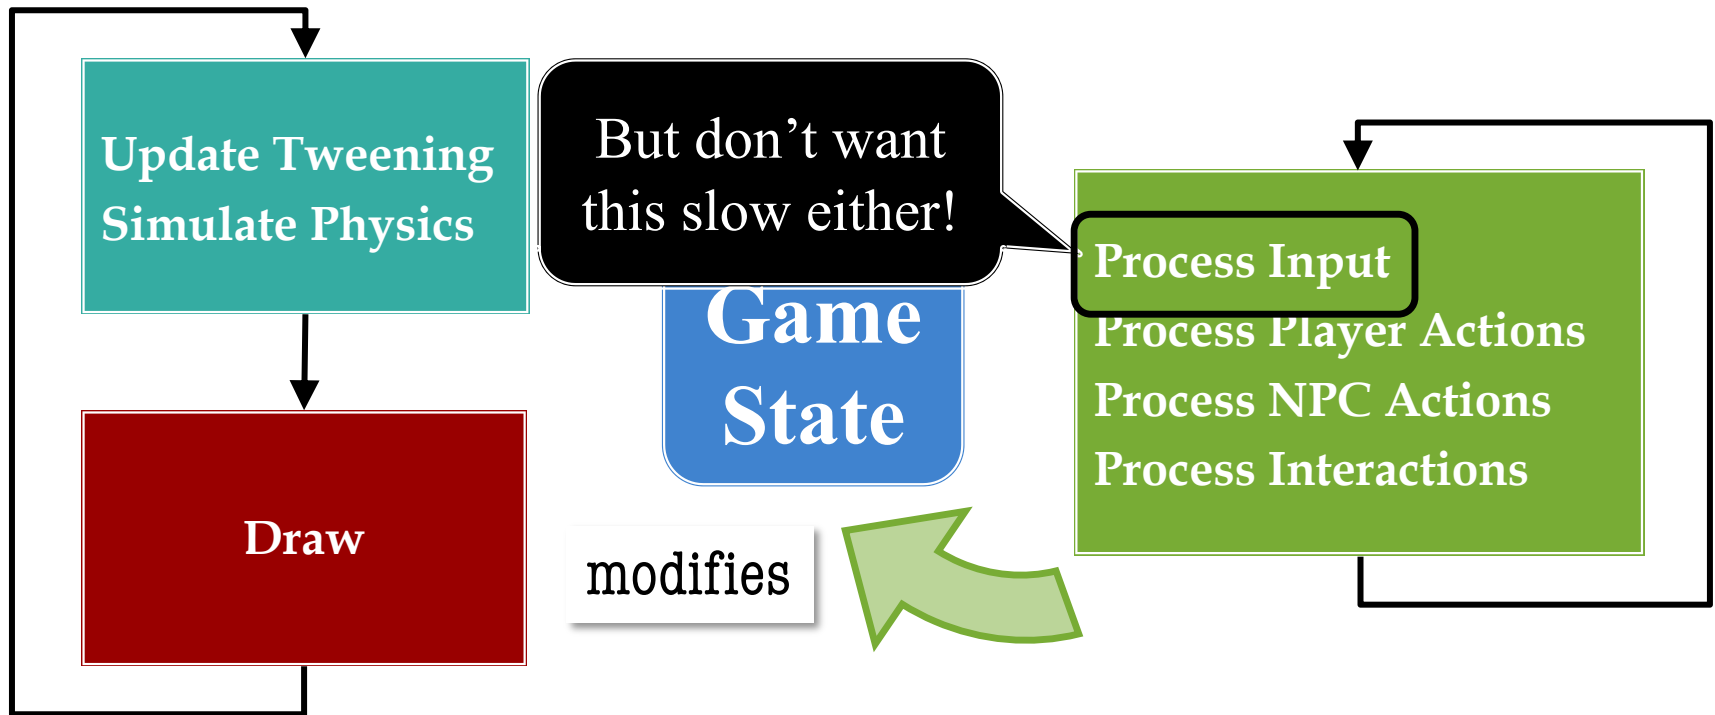 Update Tweening
Simulate Physics
Draw
But don’t want
this slow either!
Game
State
modifies
Process Input
Process Player Actions
Process NPC Actions
Process Interactions